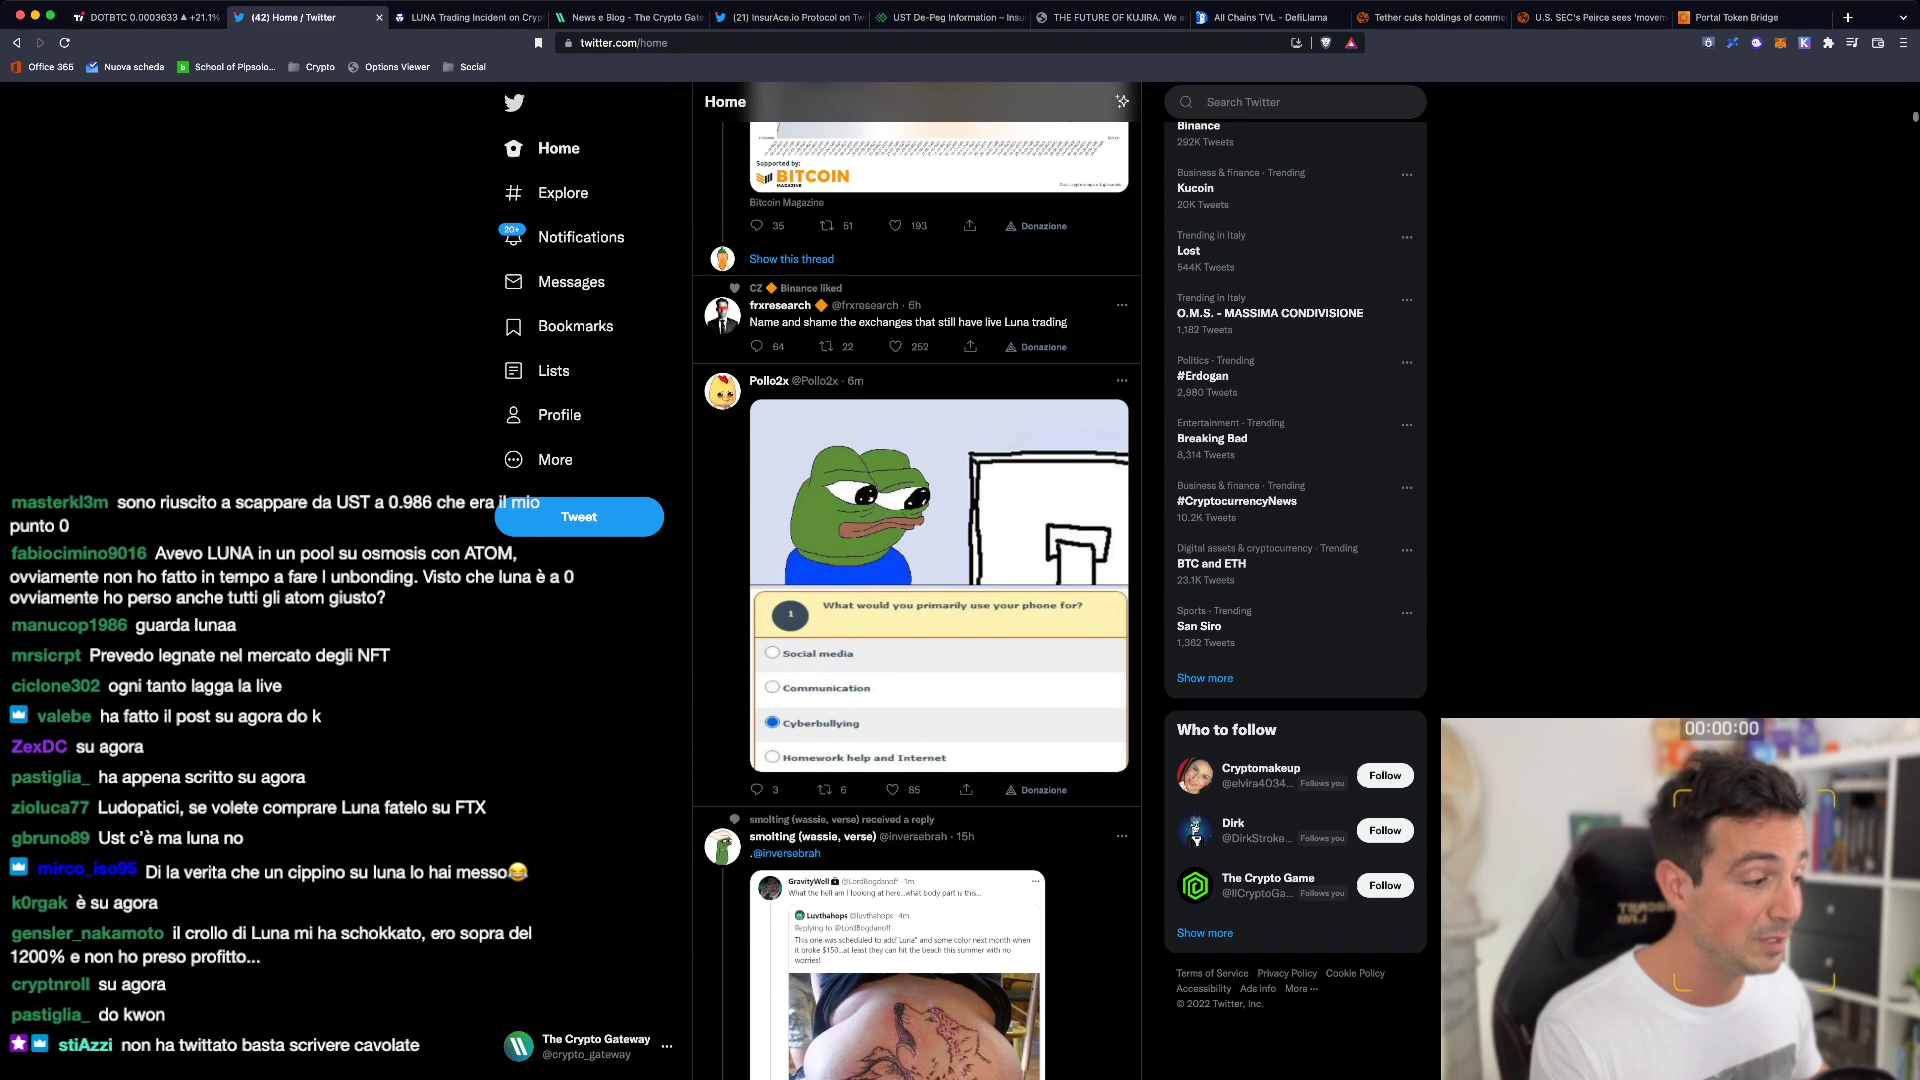 DOTBTC 0.0003633 ▲ +21.1%
(42) Home / Twitter
LUNA Trading Incident on Cryp
News e Blog - The Crypto Gate
(21) InsurAce.io Protocol on Tw
UST De-Peg Information – Insu
THE FUTURE OF KUJIRA. We a
All Chains TVL - DefiLlama
Tether cuts holdings of comme
U.S. SEC's Peirce sees 'movem
Portal Token Bridge
twitter.com/home
Office 365
Nuova scheda
School of Pipsolo...
Crypto
Options Viewer
Social
Home
Explore
20+
Notifications
Messages
Bookmarks
Lists
Profile
More
Tweet
masterkl3m sono riuscito a scappare da UST a 0.986 che era il mio
punto 0
fabiocimino9016 Avevo LUNA in un pool su osmosis con ATOM,
ovviamente non ho fatto in tempo a fare l unbonding. Visto che luna è a 0
ovviamente ho perso anche tutti gli atom giusto?
manucop1986 guarda lunaa
mrsicrpt Prevedo legnate nel mercato degli NFT
ciclone302 ogni tanto lagga la live
valebe ha fatto il post su agora do k
ZexDC su agora
pastiglia_ ha appena scritto su agora
zioluca77 Ludopatici, se volete comprare Luna fatelo su FTX
gbruno89 Ust c'è ma luna no
mirco_iso95 Di la verita che un cippino su luna lo hai messo😂
k0rgak è su agora
gensler_nakamoto il crollo di Luna mi ha schokkato, ero sopra del
1200% e non ho preso profitto...
cryptnroll su agora
pastiglia_ do kwon
stiAzzi non ha twittato basta scrivere cavolate
The Crypto Gateway
@crypto_gateway
Home
Supported by:
BITCOIN
MAGAZINE
Bitcoin Magazine
35 51 193 Donazione
Show this thread
CZ 🔶 Binance liked
frxresearch 🔶 @frxresearch · 6h
Name and shame the exchanges that still have live Luna trading
64 22 252 Donazione
Pollo2x @Pollo2x · 6m
1 What would you primarily use your phone for?
Social media
Communication
Cyberbullying
Homework help and Internet
3 6 85 Donazione
smolting (wassie, verse) received a reply
smolting (wassie, verse) @inversebrah · 15h
.@inversebrah
GravityWell @LordBogdanoff · 1m
What the hell am I looking at here...what body part is this...
Luvthahops @luvthahops · 4m
Replying to @LordBogdanoff
This one was scheduled to add"Luna" and some color next month when
it broke $150...at least they can hit the beach this summer with no
worries!
Search Twitter
Binance
292K Tweets
Business & finance · Trending
Kucoin
20K Tweets
Trending in Italy
Lost
544K Tweets
Trending in Italy
O.M.S. - MASSIMA CONDIVISIONE
1,182 Tweets
Politics · Trending
#Erdogan
2,980 Tweets
Entertainment · Trending
Breaking Bad
8,314 Tweets
Business & finance · Trending
#CryptocurrencyNews
10.2K Tweets
Digital assets & cryptocurrency · Trending
BTC and ETH
23.1K Tweets
Sports · Trending
San Siro
1,362 Tweets
Show more
Who to follow
Cryptomakeup
@elvira4034... Follows you
Follow
Dirk
@DirkStroke... Follows you
Follow
The Crypto Game
@IlCryptoGa... Follows you
Follow
Show more
Terms of Service Privacy Policy Cookie Policy
Accessibility Ads info More ···
© 2022 Twitter, Inc.
00:00:00